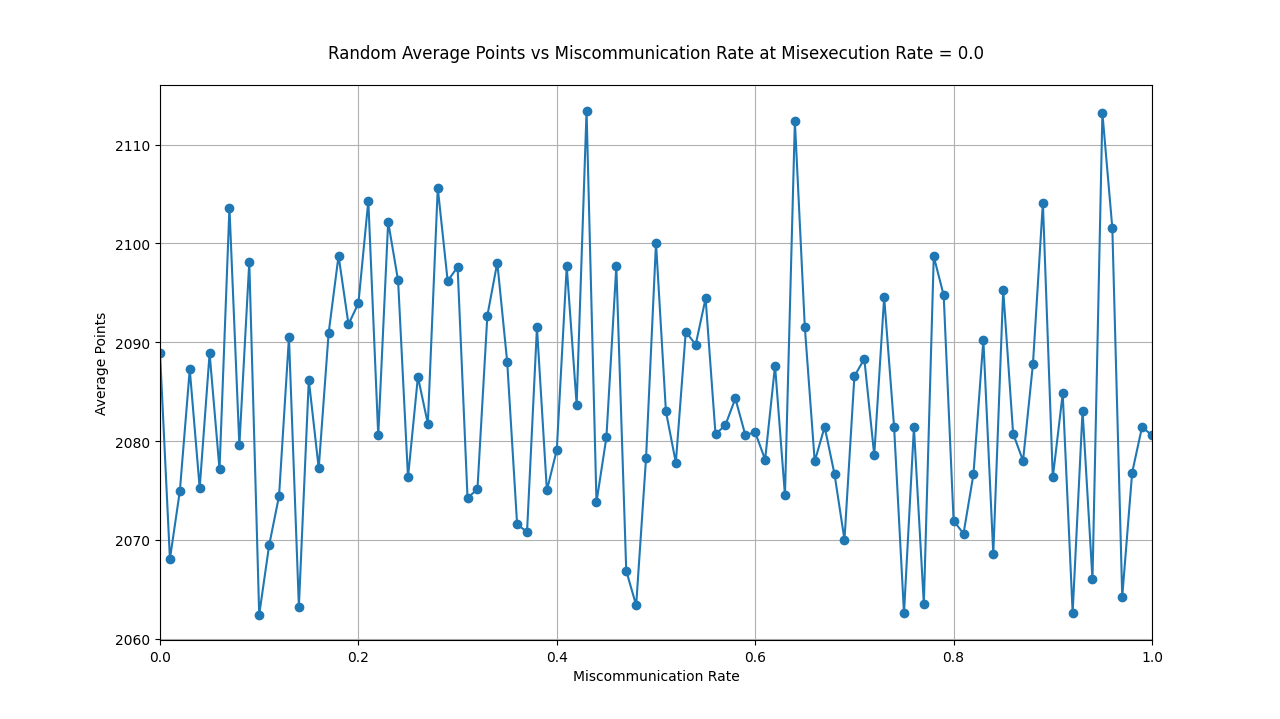 Random Average Points vs Miscommunication Rate at Misexecution Rate = 0.0
Average Points
2110
2100
2090
2080
2070
2060
0.0 0.2 0.4 0.6 0.8 1.0
Miscommunication Rate